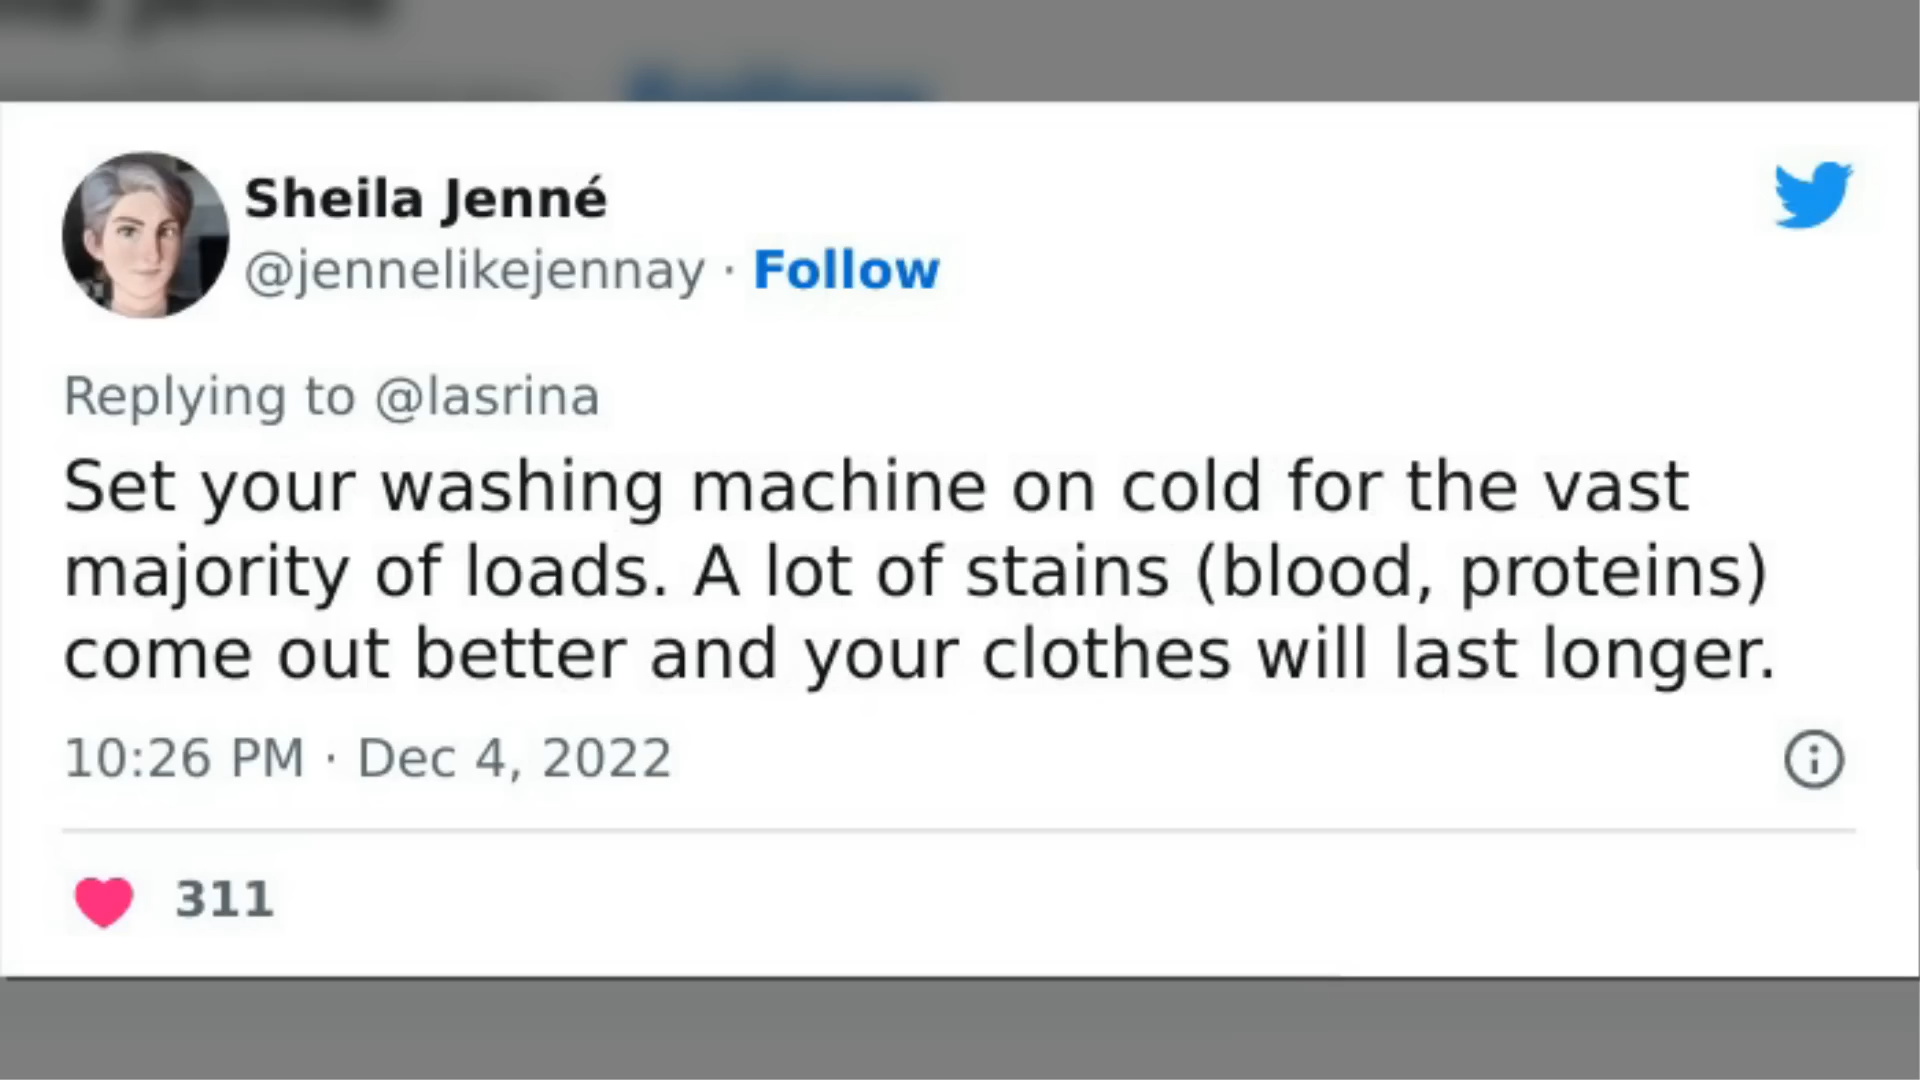 Sheila Jenné
@jennelikejennay · Follow
Replying to @lasrina
Set your washing machine on cold for the vast
majority of loads. A lot of stains (blood, proteins)
come out better and your clothes will last longer.
10:26 PM · Dec 4, 2022
311